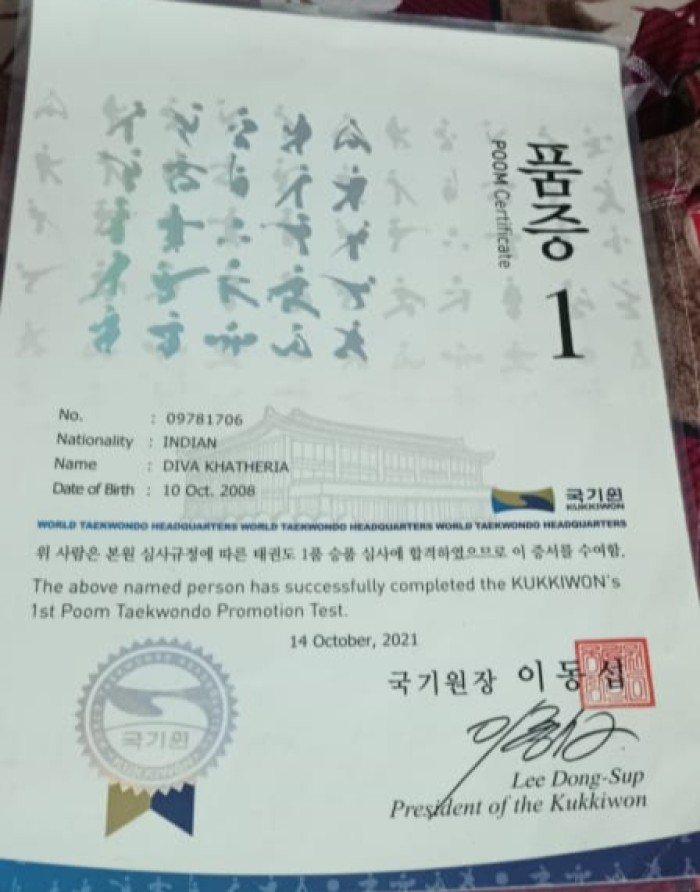 품증
POOM Certificate
1
No. : 09781706
Nationality : INDIAN
Name : DIVA KHATHERIA
Date of Birth : 10 Oct. 2008
국기원
KUKKIWON
WORLD TAEKWONDO HEADQUARTERS WORLD TAEKWONDO HEADQUARTERS WORLD TAEKWONDO HEADQUARTERS
위 사람은 본원 심사규정에 따른 태권도 1품 승품 심사에 합격하였으므로 이 증서를 수여함.
The above named person has successfully completed the KUKKIWON's
1st Poom Taekwondo Promotion Test.
14 October, 2021
국기원장 이동섭
국기원
KUKKIWON
Lee Dong-Sup
President of the Kukkiwon